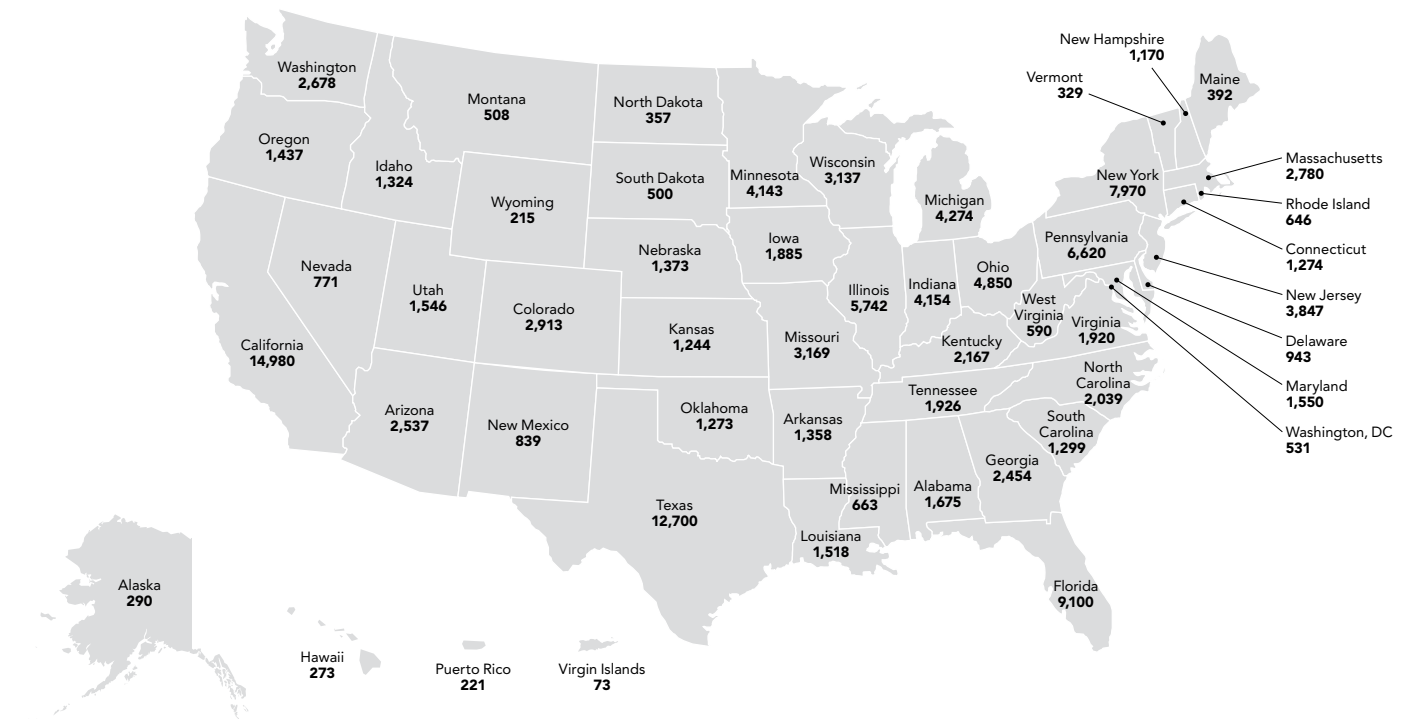 Washington
2,678
Oregon
1,437
California
14,980
Nevada
771
Idaho
1,324
Montana
508
Wyoming
215
Utah
1,546
Arizona
2,537
Colorado
2,913
New Mexico
839
North Dakota
357
South Dakota
500
Nebraska
1,373
Kansas
1,244
Oklahoma
1,273
Texas
12,700
Minnesota
4,143
Iowa
1,885
Missouri
3,169
Arkansas
1,358
Louisiana
1,518
Wisconsin
3,137
Illinois
5,742
Michigan
4,274
Indiana
4,154
Ohio
4,850
Kentucky
2,167
Tennessee
1,926
Mississippi
663
Alabama
1,675
Georgia
2,454
Florida
9,100
South
Carolina
1,299
North
Carolina
2,039
Virginia
1,920
West
Virginia
590
Pennsylvania
6,620
New York
7,970
Vermont
329
New Hampshire
1,170
Maine
392
Massachusetts
2,780
Rhode Island
646
Connecticut
1,274
New Jersey
3,847
Delaware
943
Maryland
1,550
Washington, DC
531
Alaska
290
Hawaii
273
Puerto Rico
221
Virgin Islands
73